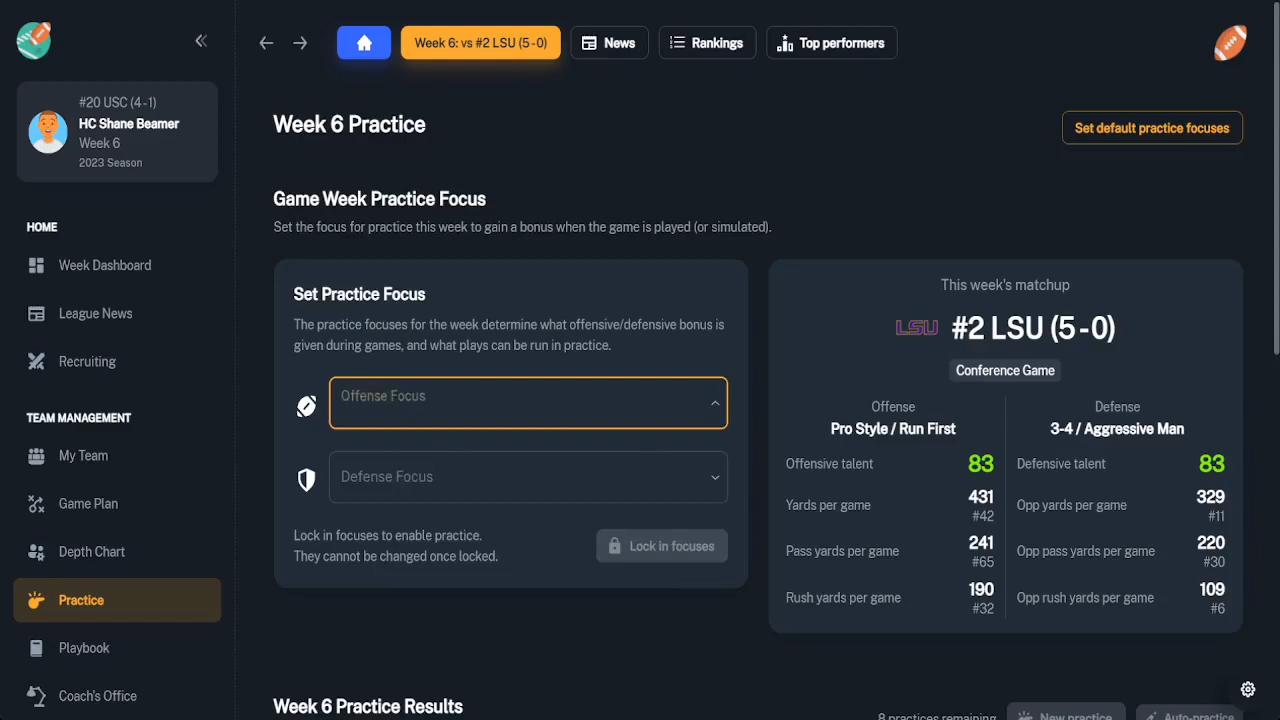 #20 USC (4-1)
HC Shane Beamer
Week 6
2023 Season
HOME
Week Dashboard
League News
Recruiting
TEAM MANAGEMENT
My Team
Game Plan
Depth Chart
Practice
Playbook
Coach's Office
Week 6: vs #2 LSU (5-0)
News
Rankings
Top performers
Week 6 Practice
Set default practice focuses
Game Week Practice Focus
Set the focus for practice this week to gain a bonus when the game is played (or simulated).
Set Practice Focus
The practice focuses for the week determine what offensive/defensive bonus is
given during games, and what plays can be run in practice.
Offense Focus
Defense Focus
Lock in focuses to enable practice.
They cannot be changed once locked.
Lock in focuses
This week's matchup
LSU
#2 LSU (5-0)
Conference Game
Offense
Pro Style / Run First
Offensive talent 83
Yards per game 431
#42
Pass yards per game 241
#65
Rush yards per game 190
#32
Defense
3-4 / Aggressive Man
Defensive talent 83
Opp yards per game 329
#11
Opp pass yards per game 220
#30
Opp rush yards per game 109
#6
Week 6 Practice Results
8 practices remaining
New practice
Auto-practice